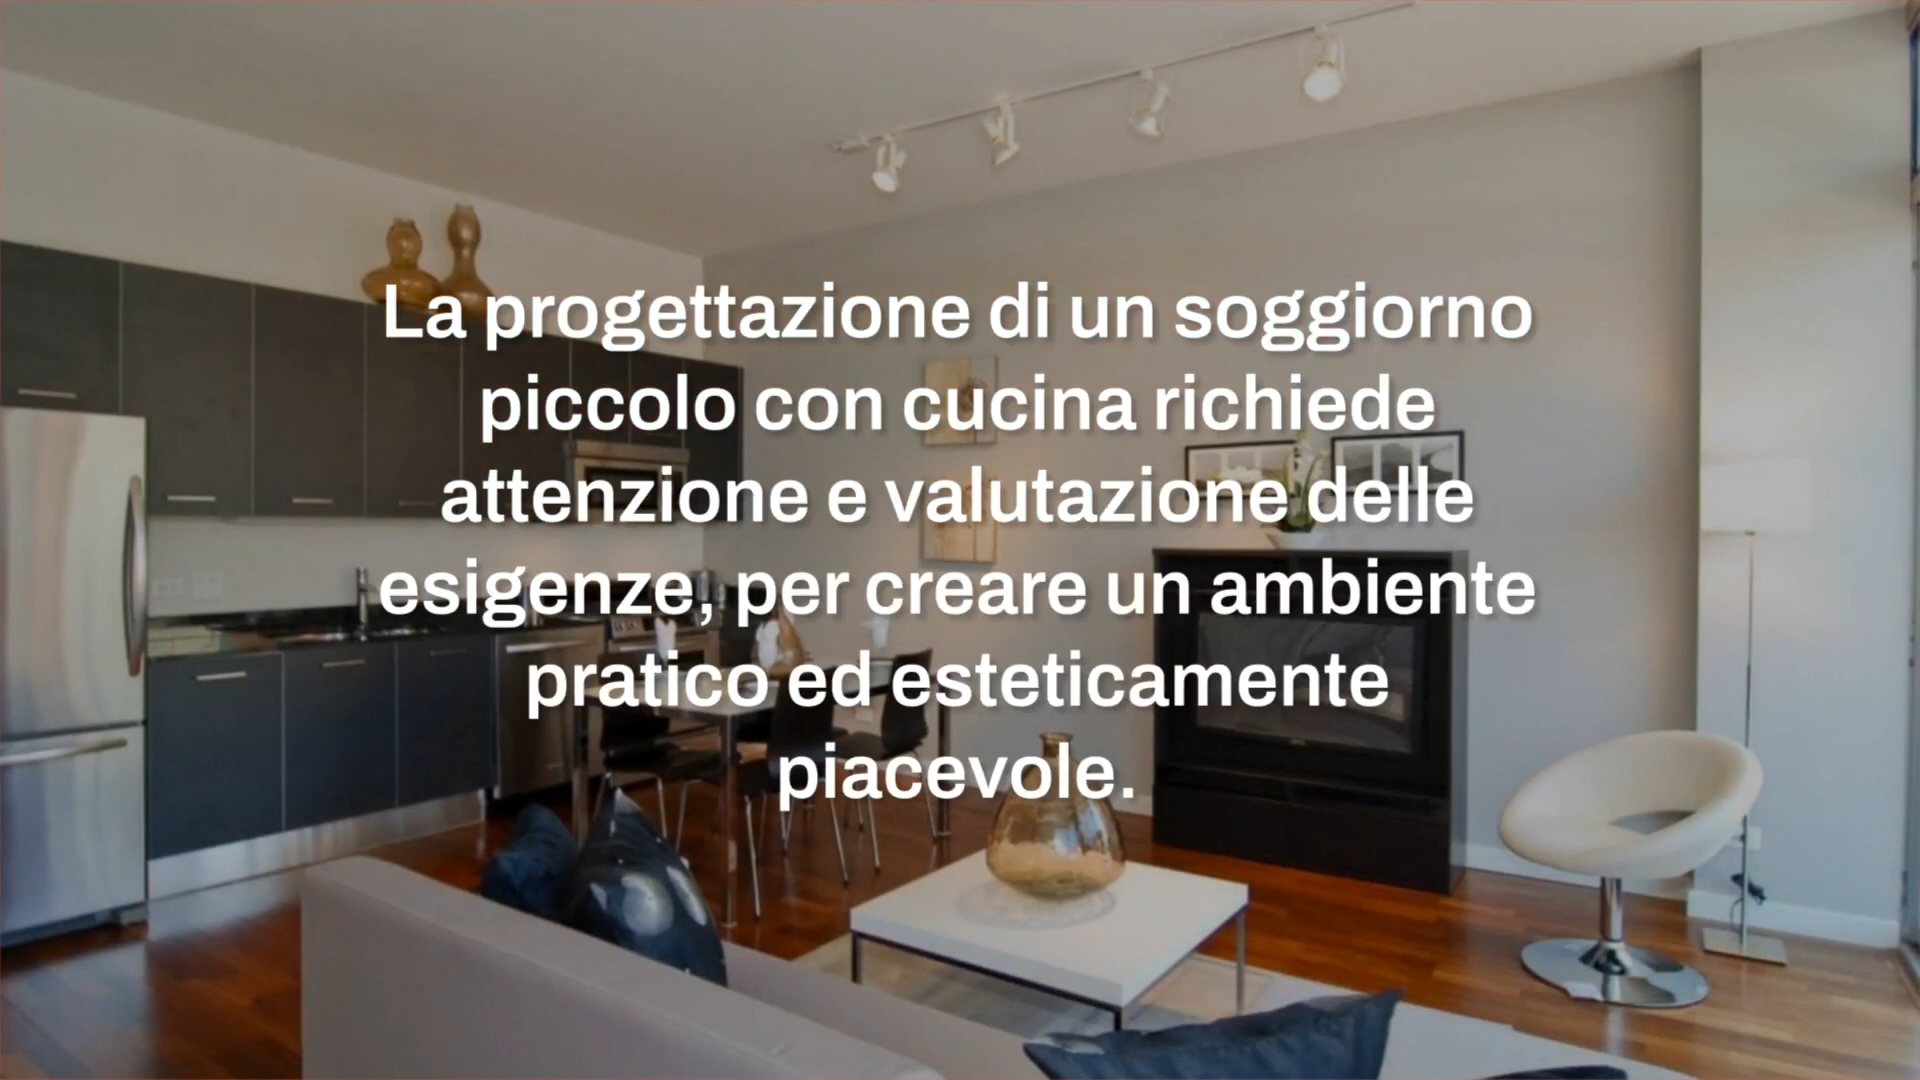 La progettazione di un soggiorno
piccolo con cucina richiede
attenzione e valutazione delle
esigenze, per creare un ambiente
pratico ed esteticamente
piacevole.